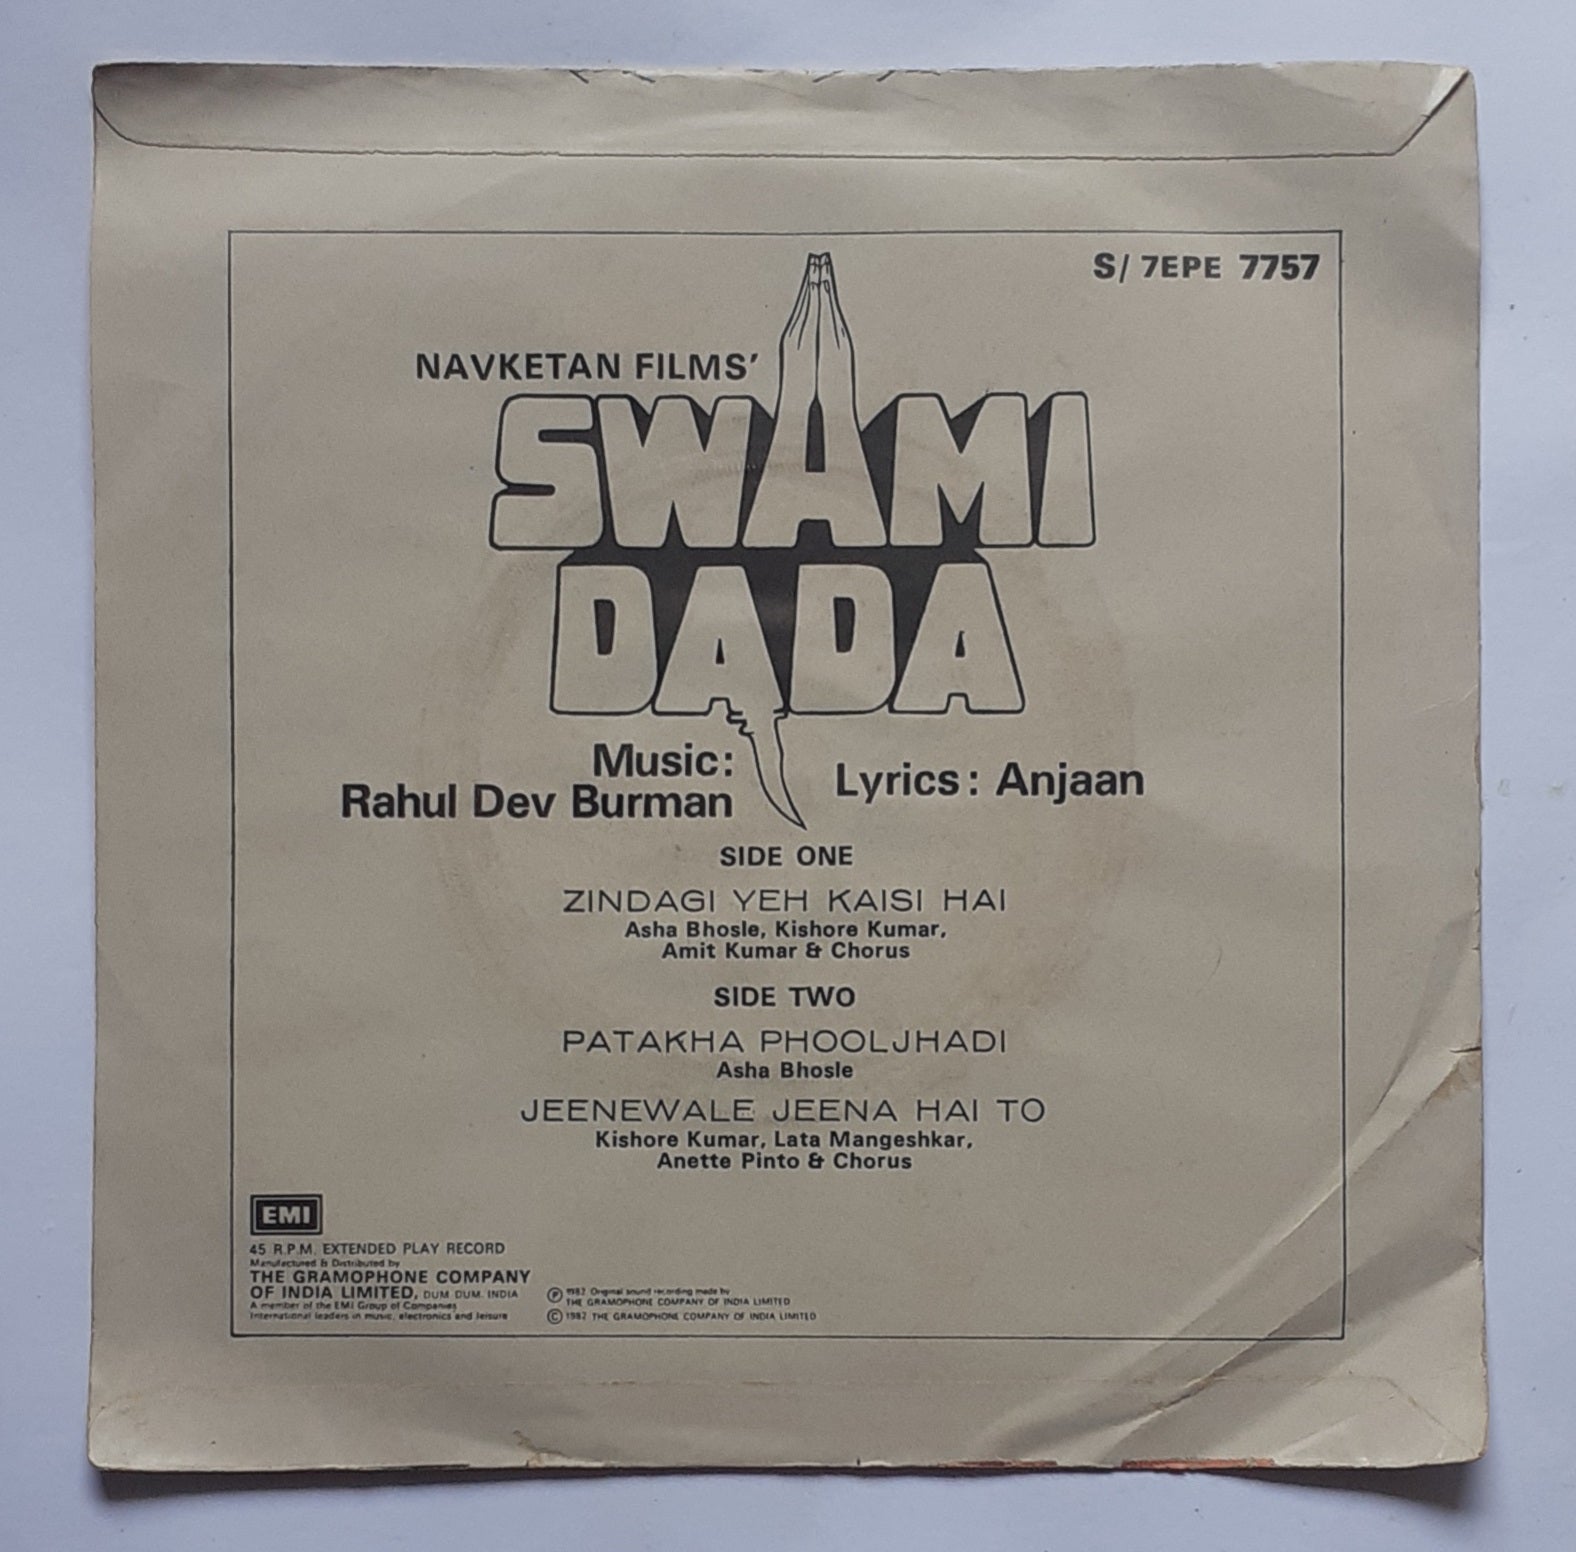 S/ 7EPE 7757
NAVKETAN FILMS'
SWAMI
DADA
Music:
Rahul Dev Burman
Lyrics: Anjaan
SIDE ONE
ZINDAGI YEH KAISI HAI
Asha Bhosle, Kishore Kumar,
Amit Kumar & Chorus
SIDE TWO
PATAKHA PHOOLJHADI
Asha Bhosle
JEENEWALE JEENA HAI TO
Kishore Kumar, Lata Mangeshkar,
Anette Pinto & Chorus
EMI
45 R.P.M. EXTENDED PLAY RECORD
Manufactured & Distributed by
THE GRAMOPHONE COMPANY
OF INDIA LIMITED, DUM DUM. INDIA
A member of the EMI Group of Companies
International leaders in music, electronics and leisure
℗ 1982 Original sound recording made by
THE GRAMOPHONE COMPANY OF INDIA LIMITED
© 1982 THE GRAMOPHONE COMPANY OF INDIA LIMITED